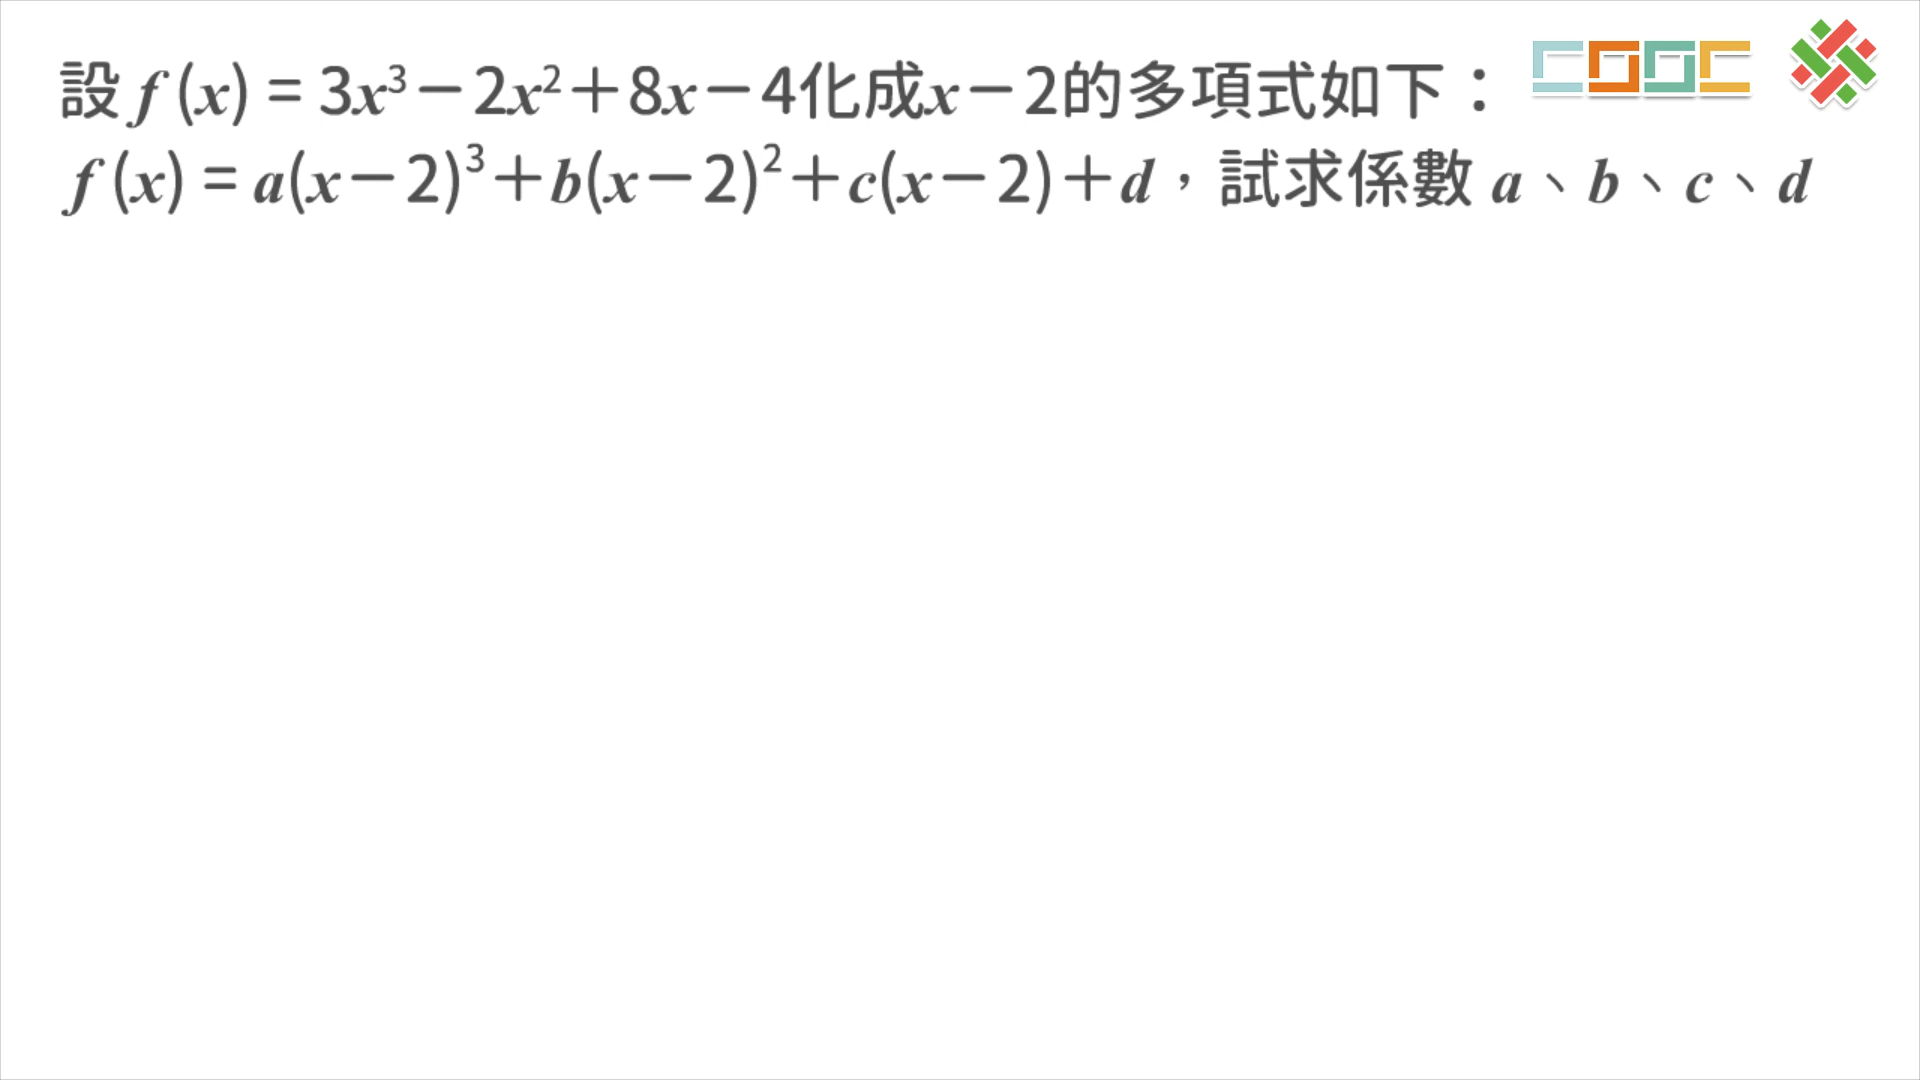 設 f(x) = 3x³－2x²＋8x－4化成x－2的多項式如下：
f(x) = a(x－2)³＋b(x－2)²＋c(x－2)＋d，試求係數 a、b、c、d